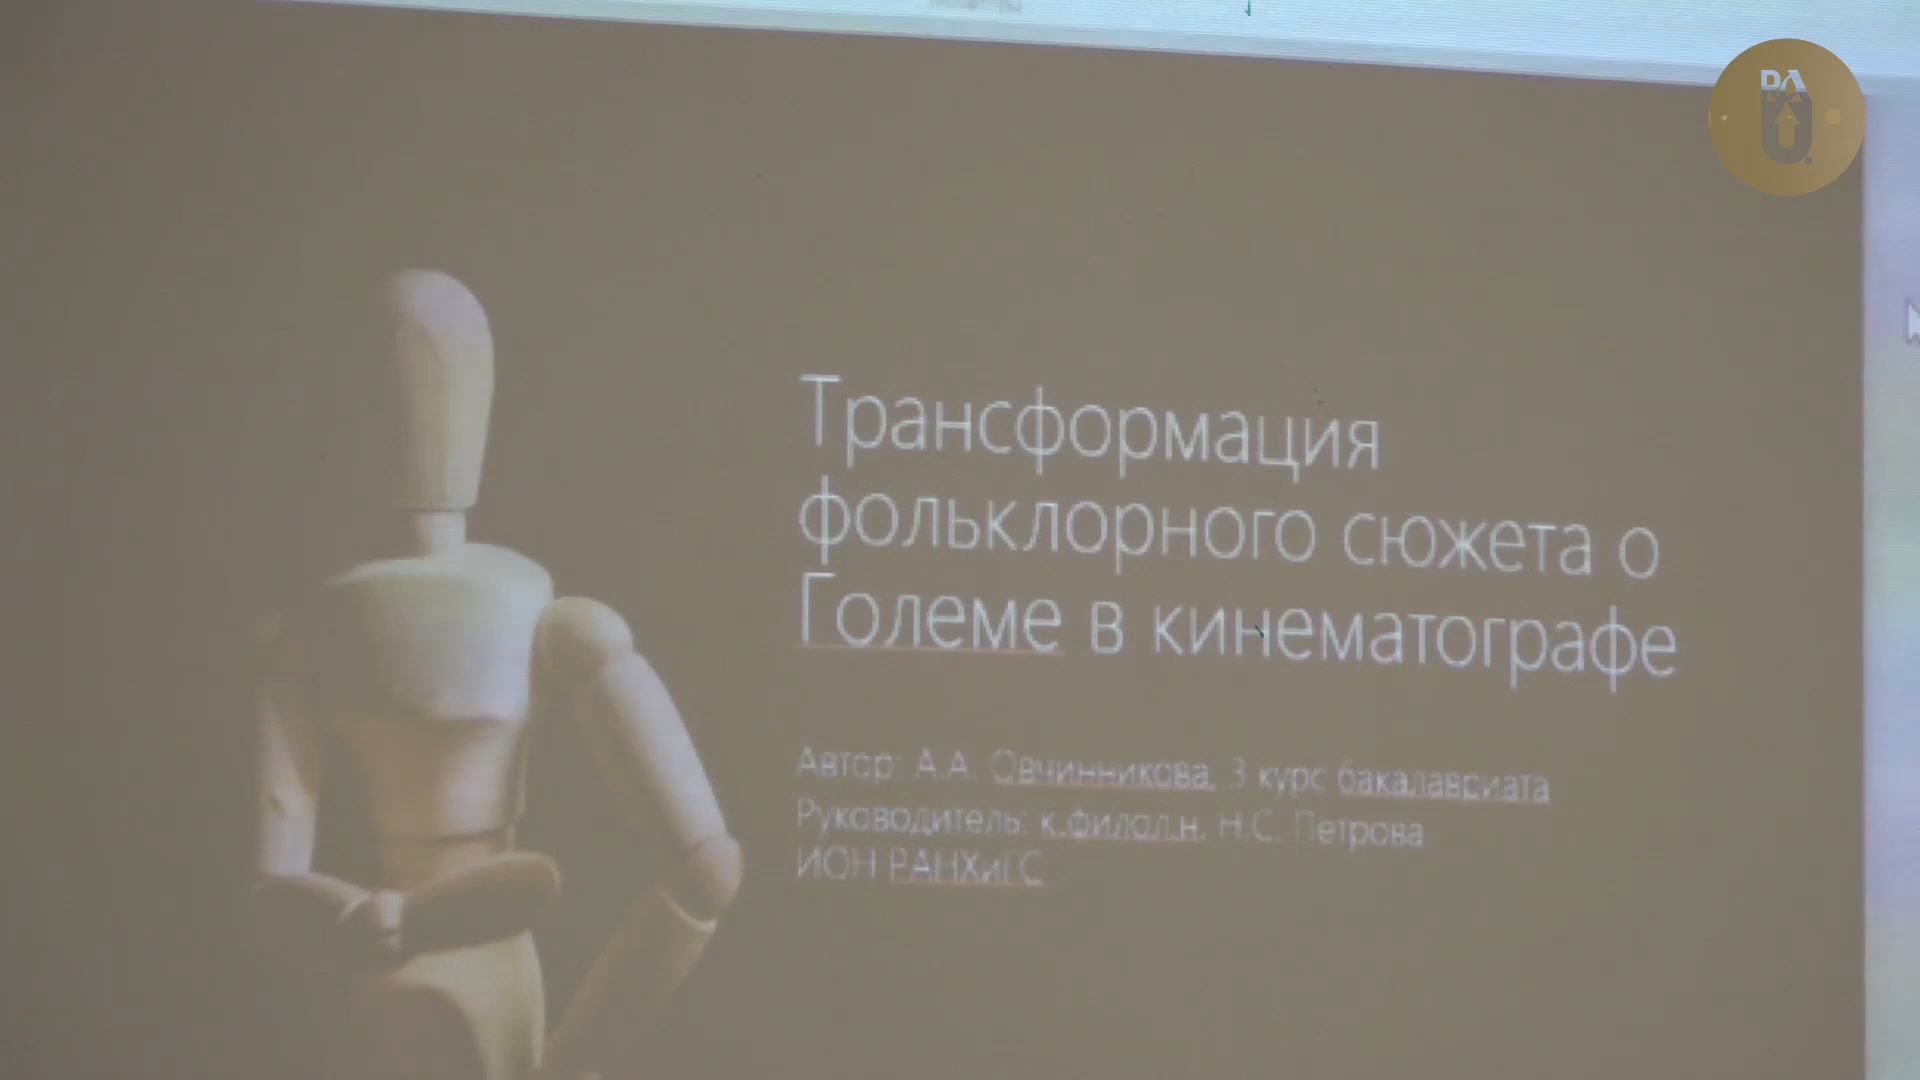 Трансформация
фольклорного сюжета о
Големе в кинематографе
Автор: А.А. Овчинникова, 3 курс бакалавриата
Руководитель: к.филол.н. Н.С. Петрова
ИОН РАНХиГС